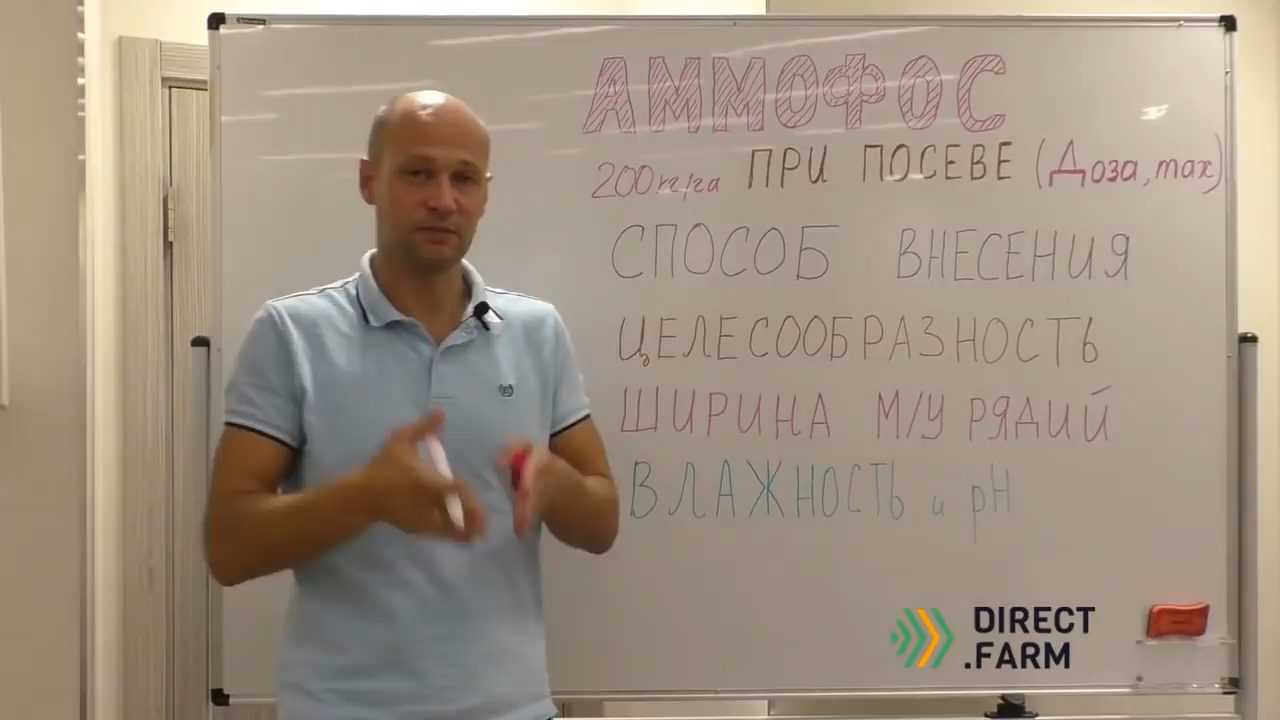 АММОФОС
200кг/га ПРИ ПОСЕВЕ (Доза, max)
СПОСОБ ВНЕСЕНИЯ
ЦЕЛЕСООБРАЗНОСТЬ
ШИРИНА М/У РЯДИЙ
ВЛАЖНОСТЬ и pH
DIRECT
.FARM